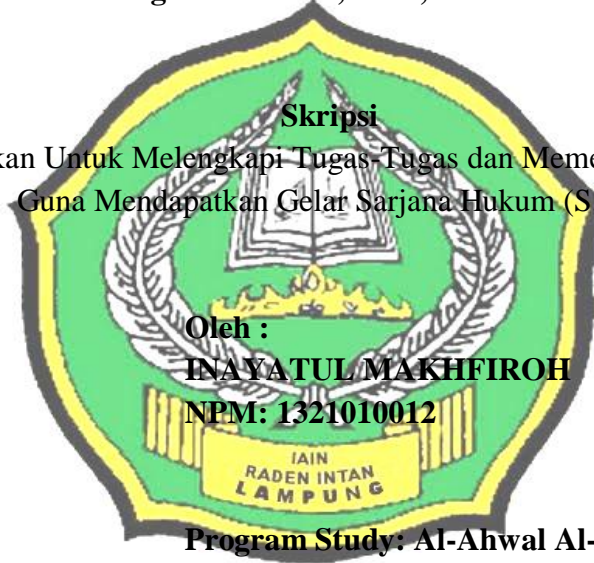 Skripsi
kan Untuk Melengkapi Tugas-Tugas dan Meme
Guna Mendapatkan Gelar Sarjana Hukum (S
Oleh :
INAYATUL MAKHFIROH
NPM: 1321010012
IAIN
RADEN INTAN
LAMPUNG
Program Study: Al-Ahwal Al-